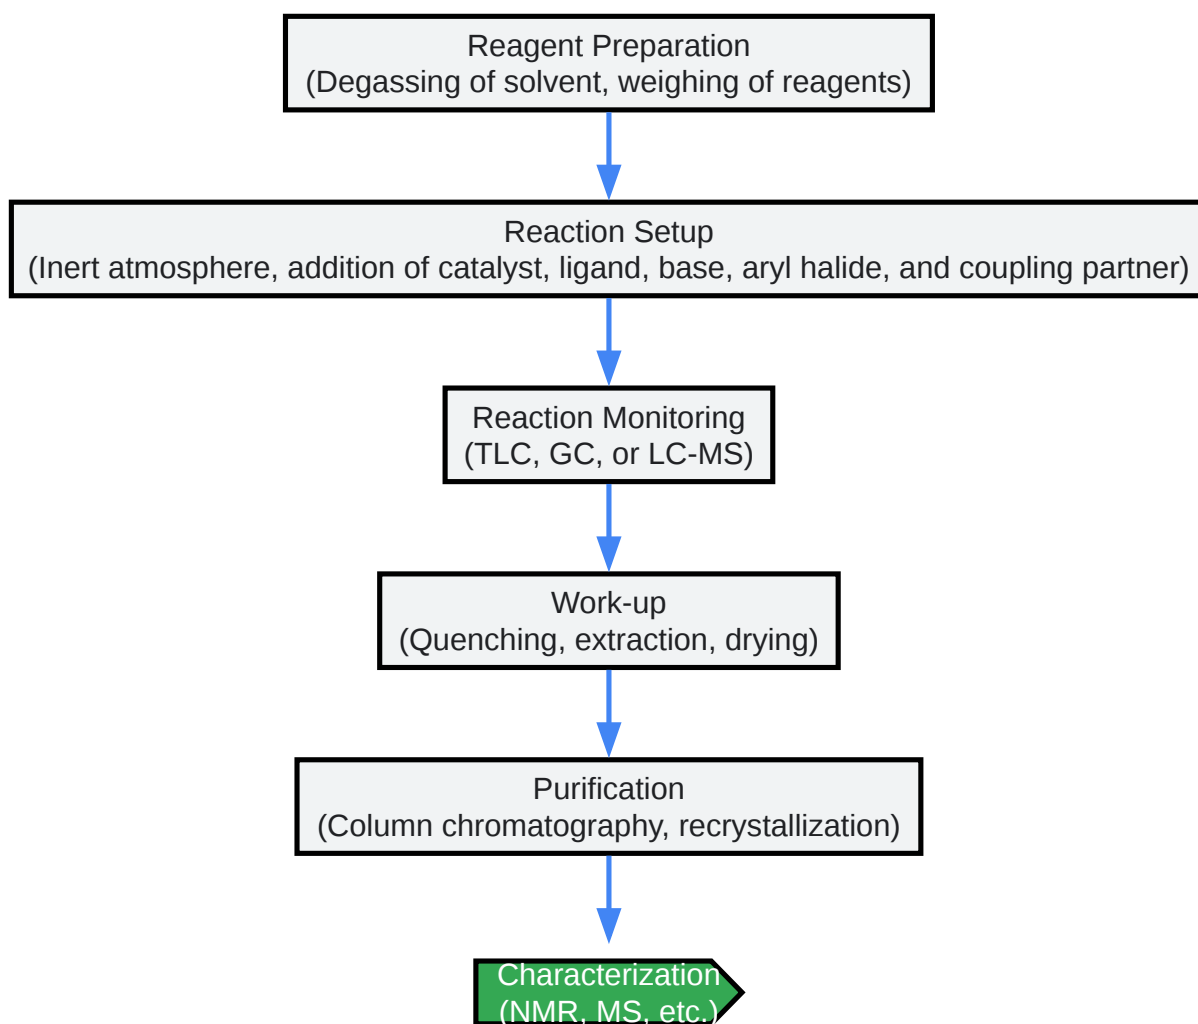 Reagent Preparation
(Degassing of solvent, weighing of reagents)
Reaction Setup
(Inert atmosphere, addition of catalyst, ligand, base, aryl halide, and coupling partner)
Reaction Monitoring
(TLC, GC, or LC-MS)
Work-up
(Quenching, extraction, drying)
Purification
(Column chromatography, recrystallization)
Characterization
(NMR, MS, etc.)